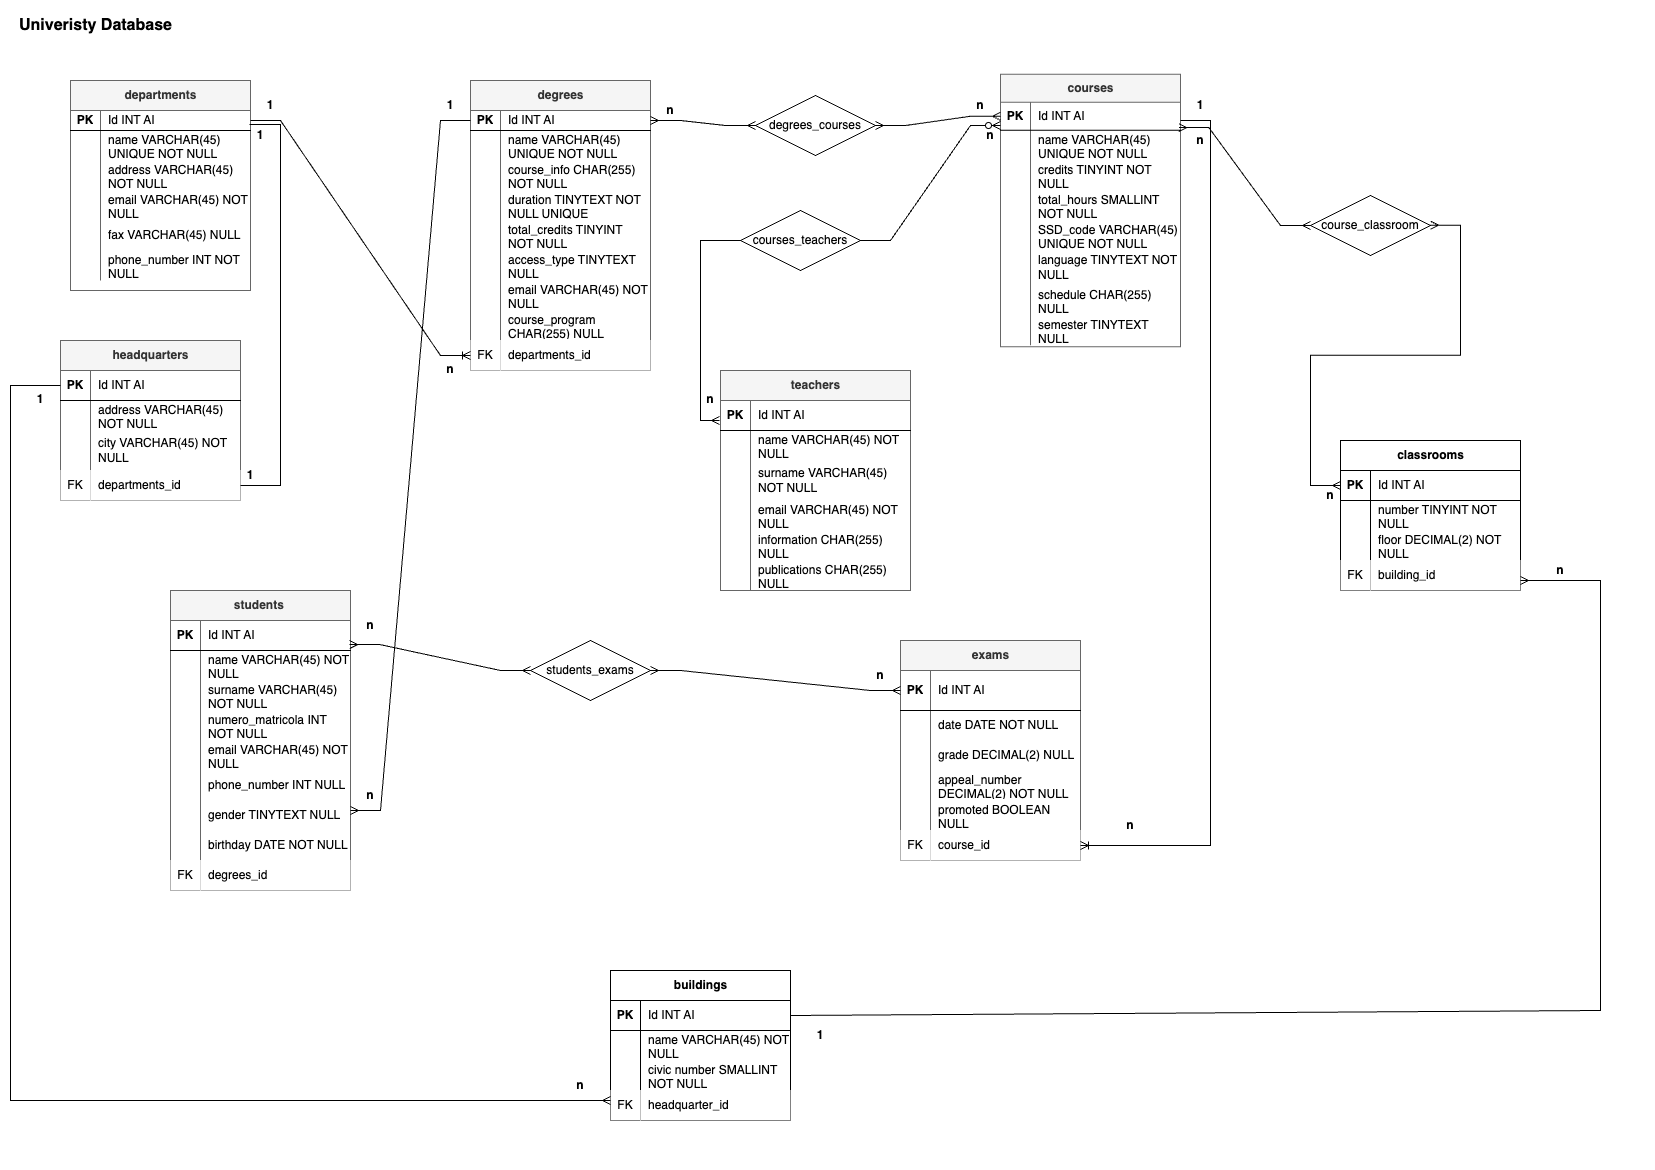 Univeristy Database
departments
PK Id INT AI
name VARCHAR(45)
UNIQUE NOT NULL
address VARCHAR(45)
NOT NULL
email VARCHAR(45) NOT
NULL
fax VARCHAR(45) NULL
phone_number INT NOT
NULL
1
1
headquarters
PK Id INT AI
address VARCHAR(45)
NOT NULL
city VARCHAR(45) NOT
NULL
FK departments_id
1
1
degrees
PK Id INT AI
name VARCHAR(45)
UNIQUE NOT NULL
course_info CHAR(255)
NOT NULL
duration TINYTEXT NOT
NULL UNIQUE
total_credits TINYINT
NOT NULL
access_type TINYTEXT
NULL
email VARCHAR(45) NOT
NULL
course_program
CHAR(255) NULL
FK departments_id
1
n
n
degrees_courses
n
courses_teachers
n
n
courses
PK Id INT AI
name VARCHAR(45)
UNIQUE NOT NULL
credits TINYINT NOT
NULL
total_hours SMALLINT
NOT NULL
SSD_code VARCHAR(45)
UNIQUE NOT NULL
language TINYTEXT NOT
NULL
schedule CHAR(255)
NULL
semester TINYTEXT
NULL
1
n
course_classroom
teachers
PK Id INT AI
name VARCHAR(45) NOT
NULL
surname VARCHAR(45)
NOT NULL
email VARCHAR(45) NOT
NULL
information CHAR(255)
NULL
publications CHAR(255)
NULL
classrooms
PK Id INT AI
number TINYINT NOT
NULL
floor DECIMAL(2) NOT
NULL
FK building_id
n
n
students
PK Id INT AI
name VARCHAR(45) NOT
NULL
surname VARCHAR(45)
NOT NULL
numero_matricola INT
NOT NULL
email VARCHAR(45) NOT
NULL
phone_number INT NULL
gender TINYTEXT NULL
birthday DATE NOT NULL
FK degrees_id
n
n
students_exams
n
exams
PK Id INT AI
date DATE NOT NULL
grade DECIMAL(2) NULL
appeal_number
DECIMAL(2) NOT NULL
promoted BOOLEAN
NULL
FK course_id
n
buildings
PK Id INT AI
name VARCHAR(45) NOT
NULL
civic number SMALLINT
NOT NULL
FK headquarter_id
1
n